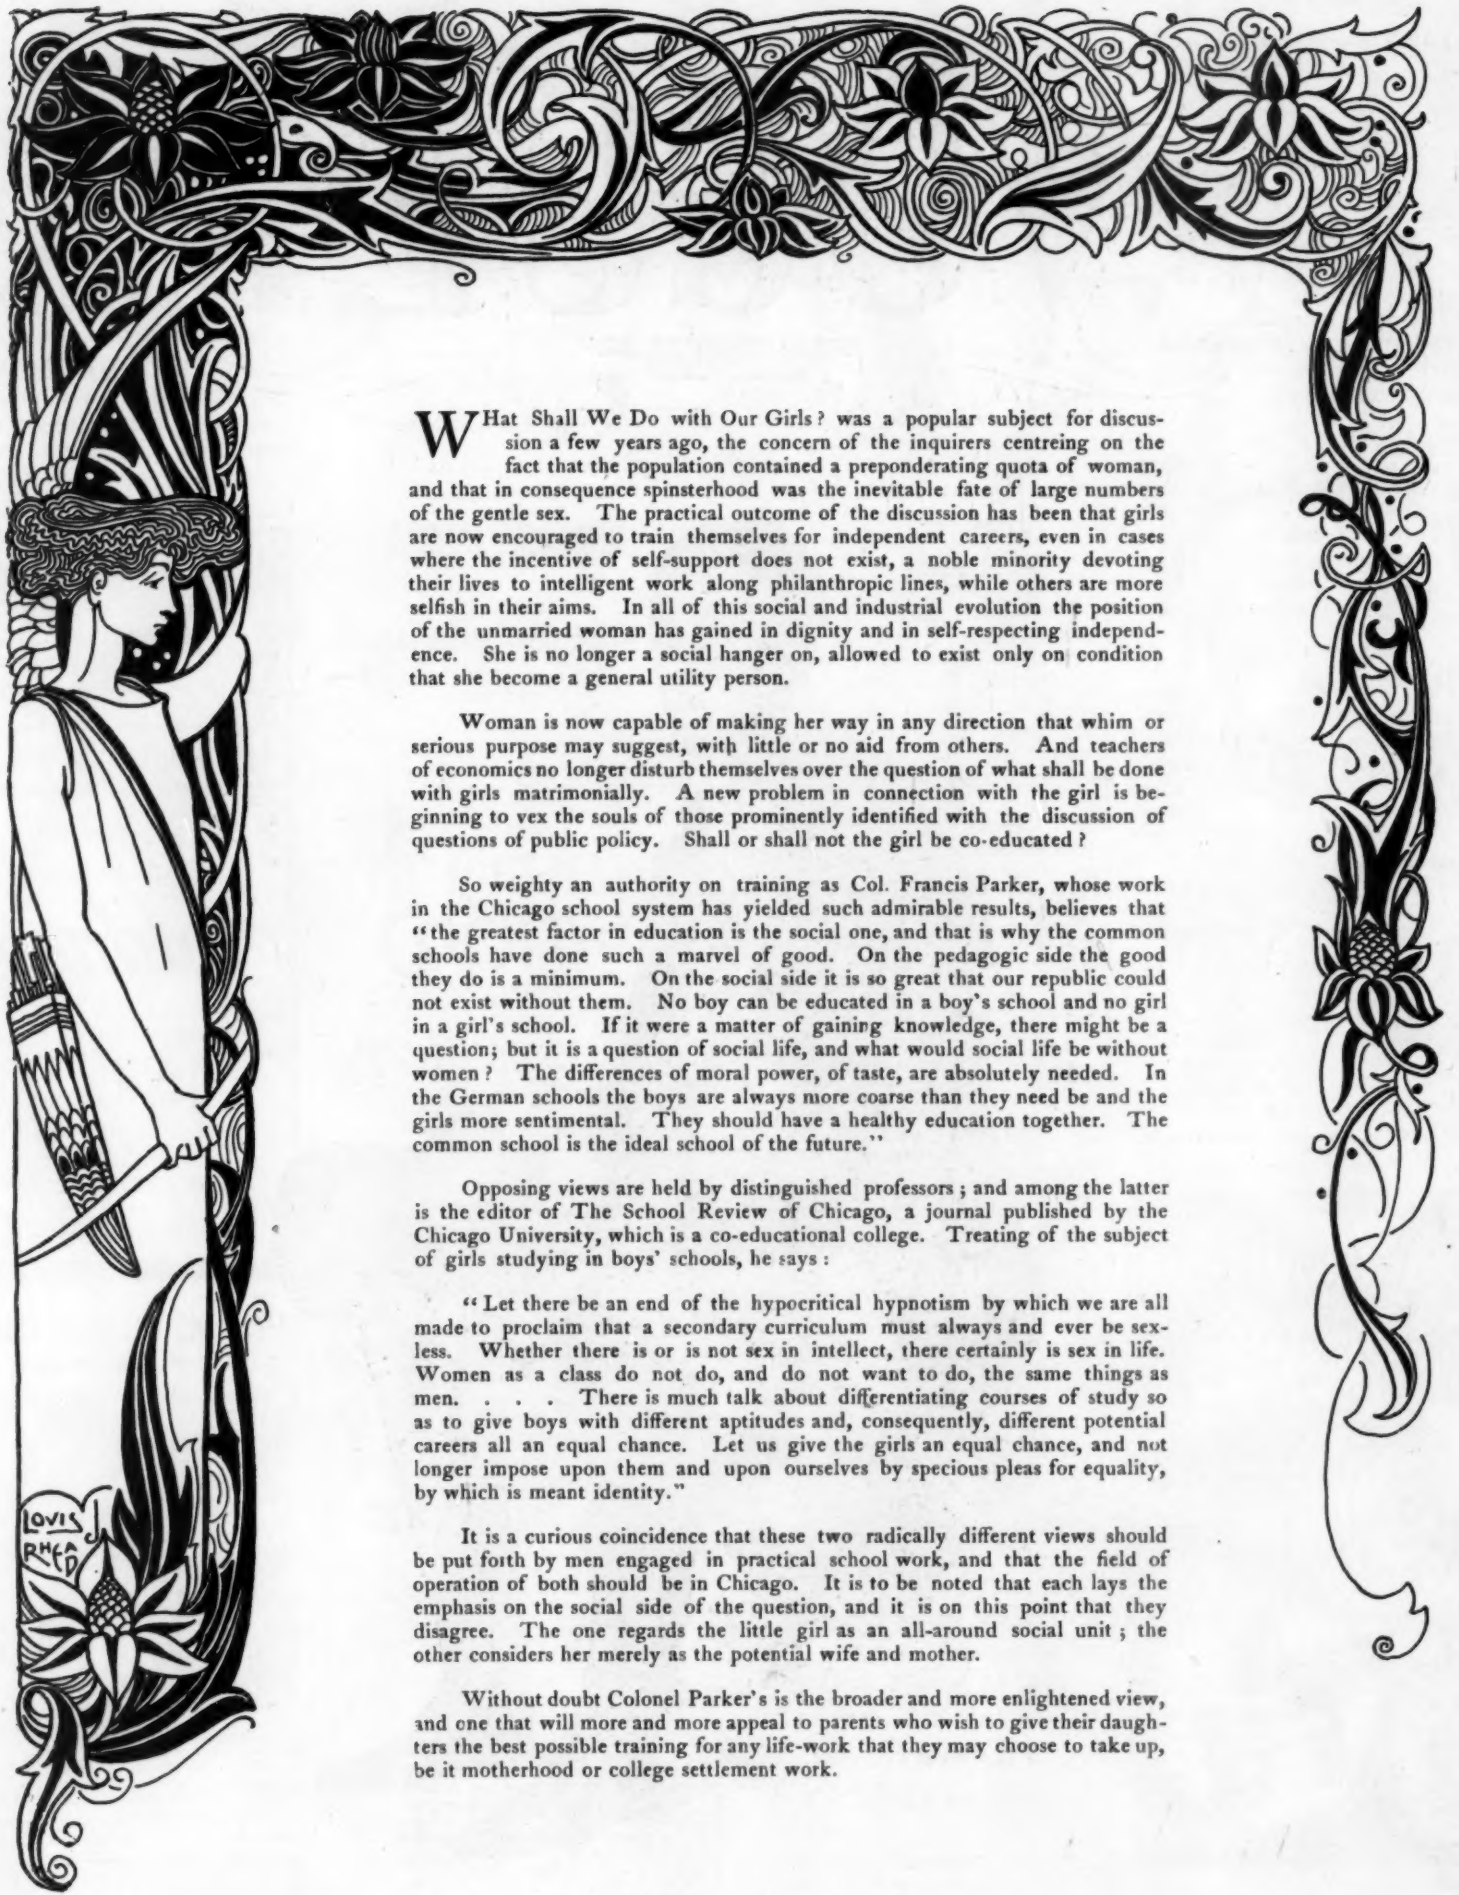 WHat Shall We Do with Our Girls? was a popular subject for discus-
sion a few years ago, the concern of the inquirers centreing on the
fact that the population contained a preponderating quota of woman,
and that in consequence spinsterhood was the inevitable fate of large numbers
of the gentle sex. The practical outcome of the discussion has been that girls
are now encouraged to train themselves for independent careers, even in cases
where the incentive of self-support does not exist, a noble minority devoting
their lives to intelligent work along philanthropic lines, while others are more
selfish in their aims. In all of this social and industrial evolution the position
of the unmarried woman has gained in dignity and in self-respecting independ-
ence. She is no longer a social hanger on, allowed to exist only on condition
that she become a general utility person.
Woman is now capable of making her way in any direction that whim or
serious purpose may suggest, with little or no aid from others. And teachers
of economics no longer disturb themselves over the question of what shall be done
with girls matrimonially. A new problem in connection with the girl is be-
ginning to vex the souls of those prominently identified with the discussion of
questions of public policy. Shall or shall not the girl be co-educated ?
So weighty an authority on training as Col. Francis Parker, whose work
in the Chicago school system has yielded such admirable results, believes that
“the greatest factor in education is the social one, and that is why the common
schools have done such a marvel of good. On the pedagogic side the good
they do is a minimum. On the social side it is so great that our republic could
not exist without them. No boy can be educated in a boy's school and no girl
in a girl's school. If it were a matter of gaining knowledge, there might be a
question; but it is a question of social life, and what would social life be without
women ? The differences of moral power, of taste, are absolutely needed. In
the German schools the boys are always more coarse than they need be and the
girls more sentimental. They should have a healthy education together. The
common school is the ideal school of the future.”
Opposing views are held by distinguished professors ; and among the latter
is the editor of The School Review of Chicago, a journal published by the
Chicago University, which is a co-educational college. Treating of the subject
of girls studying in boys' schools, he says :
“ Let there be an end of the hypocritical hypnotism by which we are all
made to proclaim that a secondary curriculum must always and ever be sex-
less. Whether there is or is not sex in intellect, there certainly is sex in life.
Women as a class do not do, and do not want to do, the same things as
men. . . . There is much talk about differentiating courses of study so
as to give boys with different aptitudes and, consequently, different potential
careers all an equal chance. Let us give the girls an equal chance, and not
longer impose upon them and upon ourselves by specious pleas for equality,
by which is meant identity.”
It is a curious coincidence that these two radically different views should
be put forth by men engaged in practical school work, and that the field of
operation of both should be in Chicago. It is to be noted that each lays the
emphasis on the social side of the question, and it is on this point that they
disagree. The one regards the little girl as an all-around social unit ; the
other considers her merely as the potential wife and mother.
Without doubt Colonel Parker's is the broader and more enlightened view,
and one that will more and more appeal to parents who wish to give their daugh-
ters the best possible training for any life-work that they may choose to take up,
be it motherhood or college settlement work.
LOVIS J
RHEAD